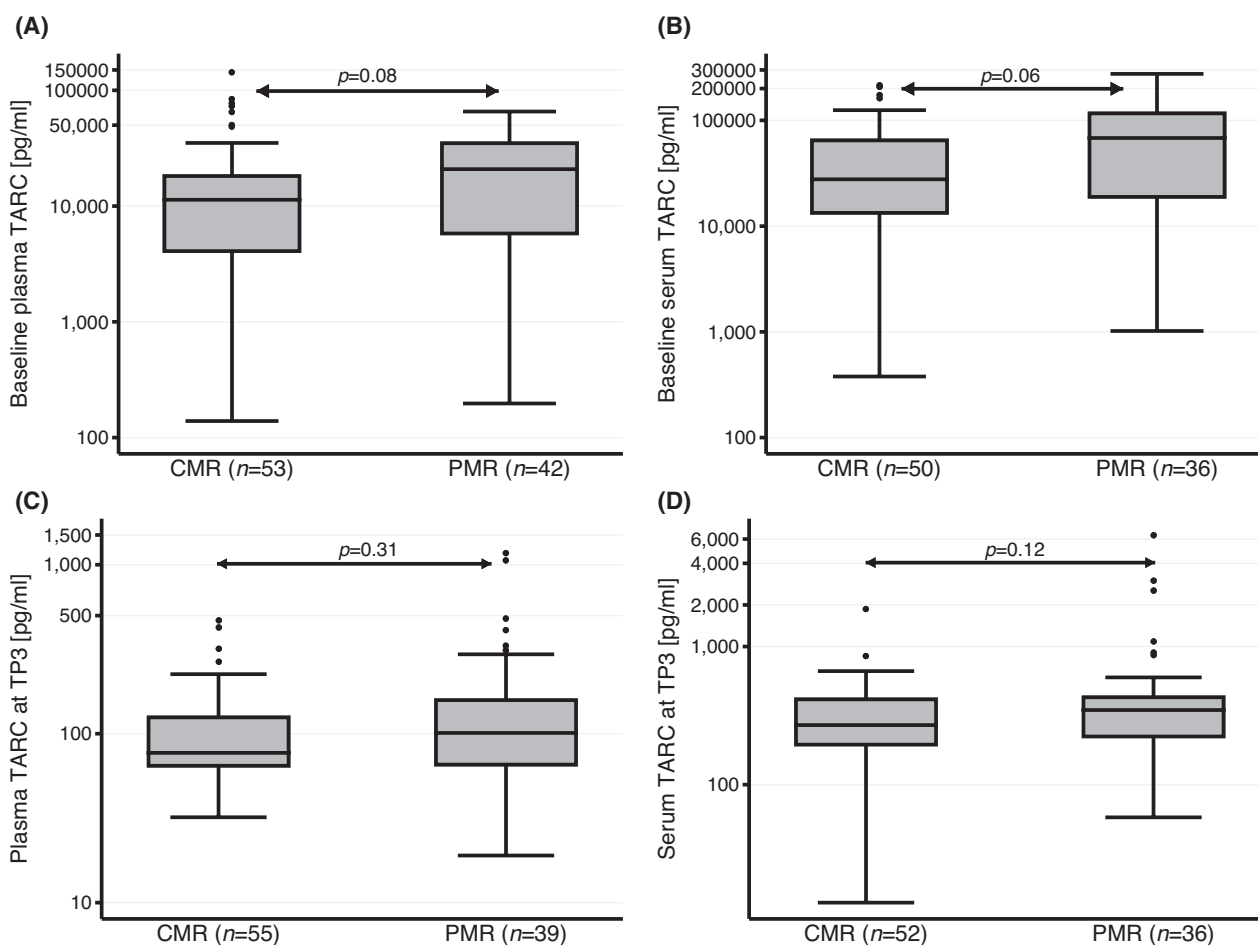 (A)
Baseline plasma TARC [pg/ml]
150000
100000
50,000
10,000
1,000
100
p=0.08
CMR (n=53)
PMR (n=42)
(B)
Baseline serum TARC [pg/ml]
300000
200000
100000
10,000
1,000
100
p=0.06
CMR (n=50)
PMR (n=36)
(C)
Plasma TARC at TP3 [pg/ml]
1,500
1,000
500
100
10
p=0.31
CMR (n=55)
PMR (n=39)
(D)
Serum TARC at TP3 [pg/ml]
6,000
4,000
2,000
1,000
100
p=0.12
CMR (n=52)
PMR (n=36)